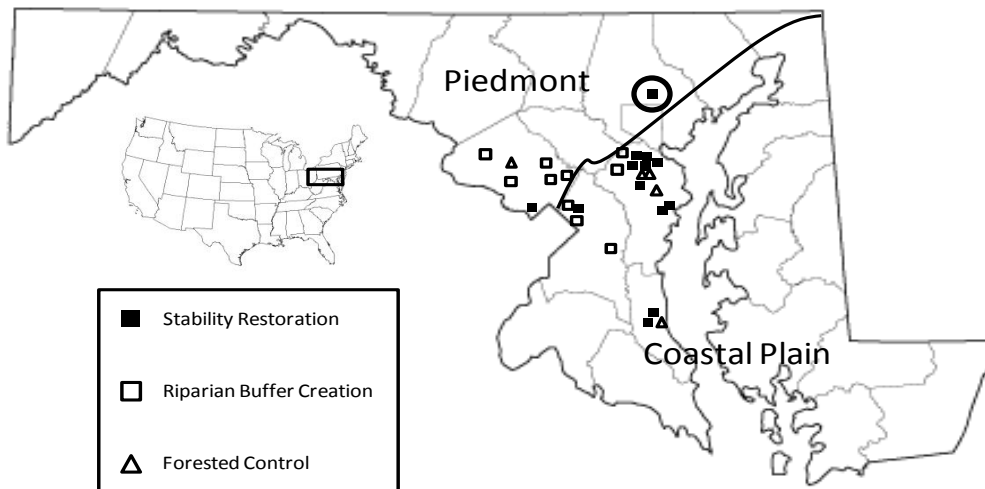 Piedmont
Coastal Plain
Stability Restoration
Riparian Buffer Creation
Forested Control